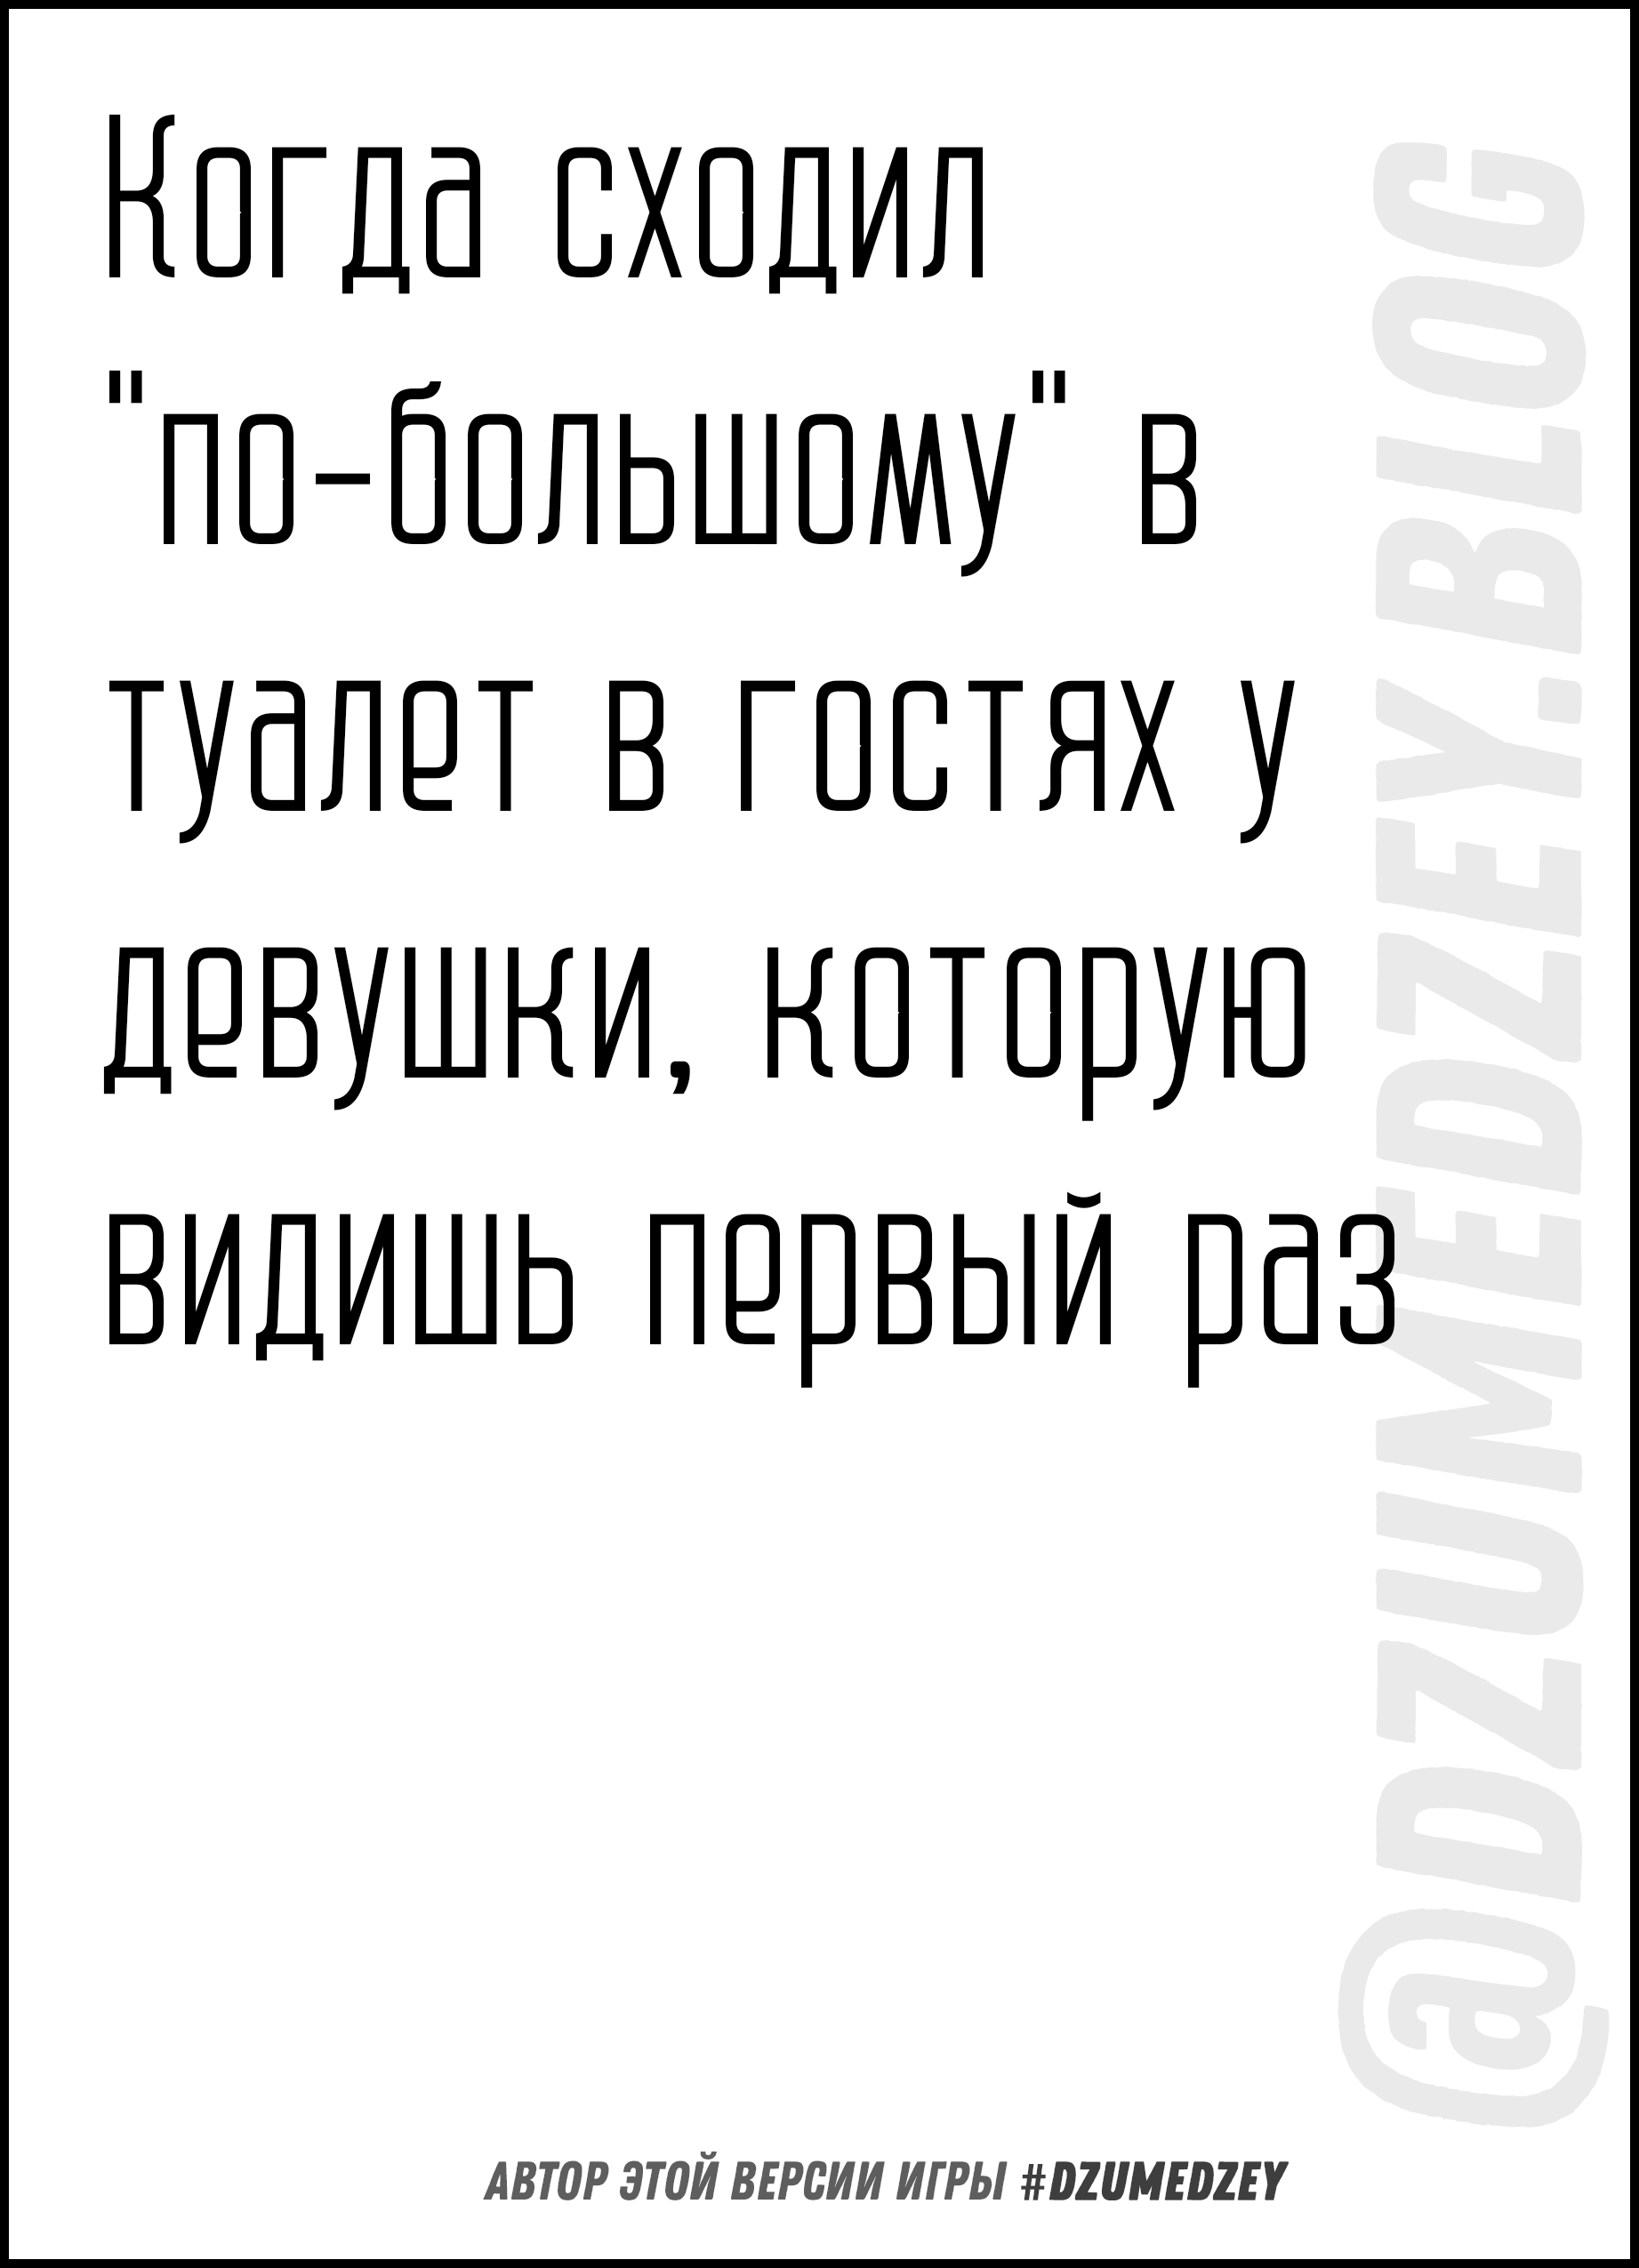 Когда сходил
"по-большому" в
туалет в гостях у
девушки, которую
видишь первый раз
@DZUMEDZEY.BLOG
АВТОР ЭТОЙ ВЕРСИИ ИГРЫ #DZUMEDZEY